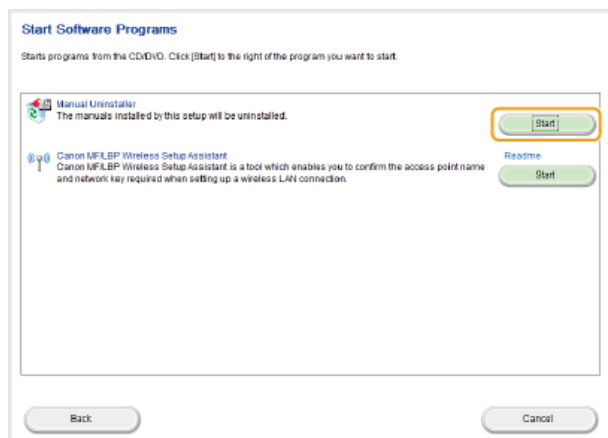 Start Software Programs
Starts programs from the CD/DVD. Click [Start] to the right of the program you want to start.
Manual Uninstaller
The manuals installed by this setup will be uninstalled.
Start
Canon MF/LBP Wireless Setup Assistant
Readme
Canon MF/LBP Wireless Setup Assistant is a tool which enables you to confirm the access point name
and network key required when setting up a wireless LAN connection.
Start
Back
Cancel